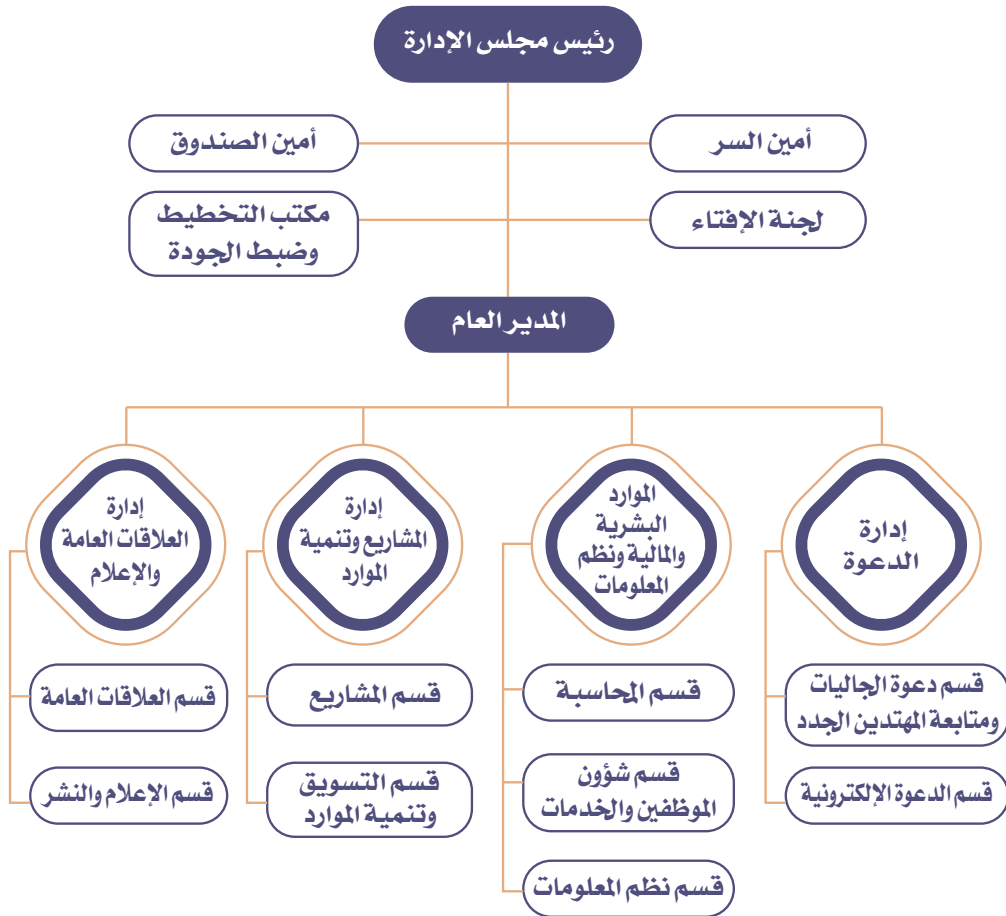 رئيس مجلس الإدارة
أمين السر
أمين الصندوق
لجنة الإفتاء
مكتب التخطيط
وضبط الجودة
المدير العام
إدارة
الدعوة
الموارد
البشرية
والمالية ونظم
المعلومات
إدارة
المشاريع وتنمية
الموارد
إدارة
العلاقات العامة
والإعلام
قسم دعوة الجاليات
ومتابعة المهتدين الجدد
قسم الدعوة الإلكترونية
قسم المحاسبة
قسم شؤون
الموظفين والخدمات
قسم نظم المعلومات
قسم المشاريع
قسم التسويق
وتنمية الموارد
قسم العلاقات العامة
قسم الإعلام والنشر